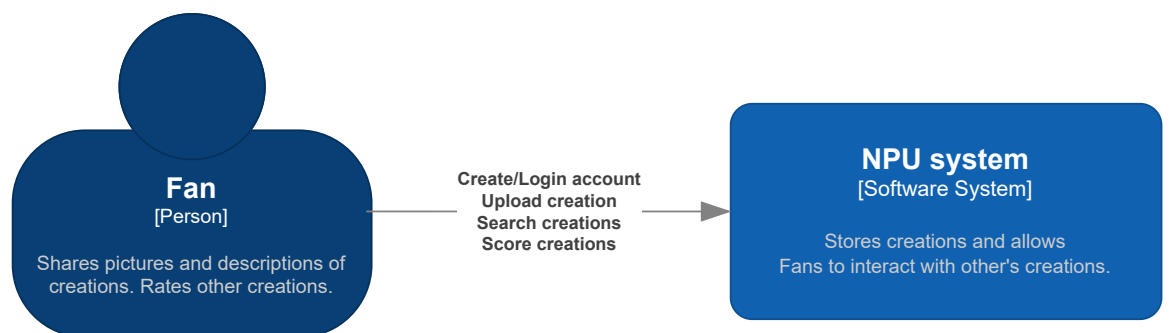 Fan
[Person]
Shares pictures and descriptions of
creations. Rates other creations.
Create/Login account
Upload creation
Search creations
Score creations
NPU system
[Software System]
Stores creations and allows
Fans to interact with other's creations.